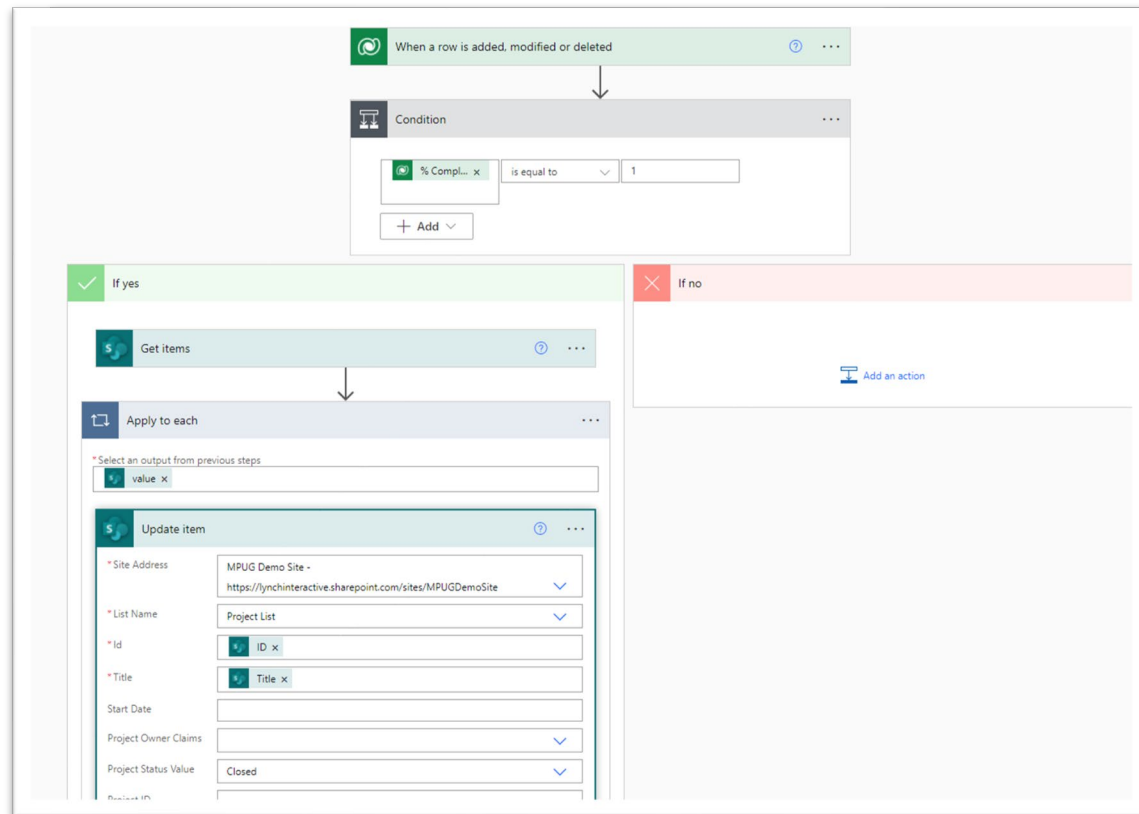 When a row is added, modified or deleted
Condition
% Compl...
is equal to
1
Add
If yes
If no
Get items
Add an action
Apply to each
*Select an output from previous steps
value
Update item
*Site Address
MPUG Demo Site -
https://lynchinteractive.sharepoint.com/sites/MPUGDemoSite
*List Name
Project List
*Id
ID
*Title
Title
Start Date
Project Owner Claims
Project Status Value
Closed
Project ID